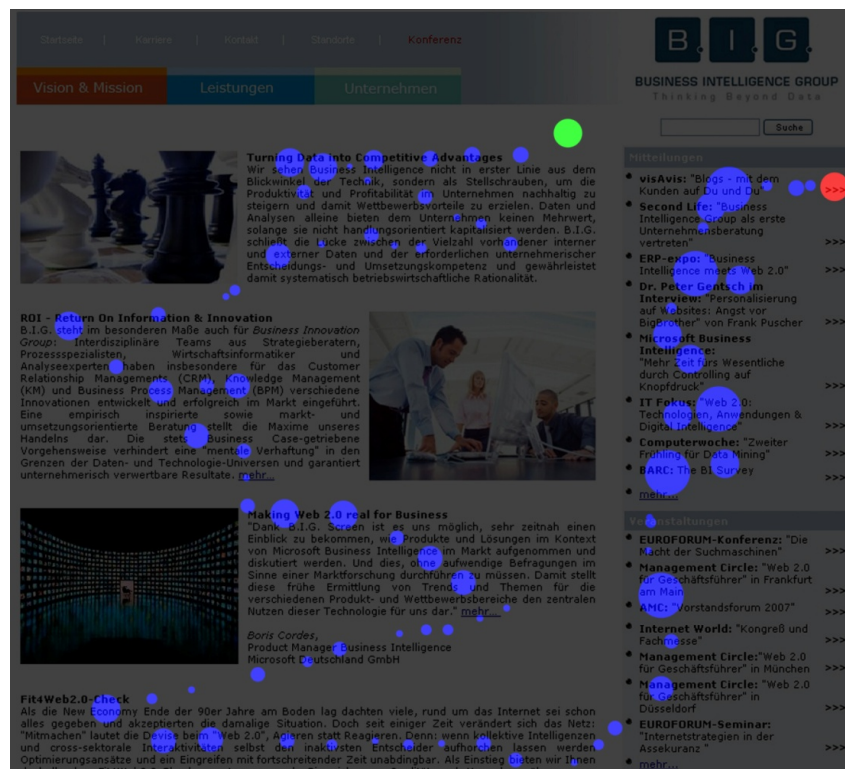 Startseite | Karriere | Kontakt | Standorte | Konferenz
Vision & Mission Leistungen Unternehmen
B.I.G.
BUSINESS INTELLIGENCE GROUP
Thinking Beyond Data
Suche
Turning Data into Competitive Advantages
Wir sehen Business Intelligence nicht in erster Linie aus dem
Blickwinkel der Technik, sondern als Stellschrauben, um die
Produktivität und Profitabilität im Unternehmen nachhaltig zu
steigern und damit Wettbewerbsvorteile zu erzielen. Daten und
Analysen alleine bieten dem Unternehmen keinen Mehrwert,
solange sie nicht handlungsorientiert kapitalisiert werden. B.I.G.
schließt die Lücke zwischen der Vielzahl vorhandener interner
und externer Daten und der erforderlichen unternehmerischer
Entscheidungs- und Umsetzungskompetenz und gewährleistet
damit systematisch betriebswirtschaftliche Rationalität.
ROI - Return On Information & Innovation
B.I.G. steht im besonderen Maße auch für Business Innovation
Group: Interdisziplinäre Teams aus Strategieberatern,
Prozessspezialisten, Wirtschaftsinformatiker und
Analyseexperten haben insbesondere für das Customer
Relationship Managements (CRM), Knowledge Management
(KM) und Business Process Management (BPM) verschiedene
Innovationen entwickelt und erfolgreich im Markt eingeführt.
Eine empirisch inspirierte sowie markt- und
umsetzungsorientierte Beratung stellt die Maxime unseres
Handelns dar. Die stets Business Case-getriebene
Vorgehensweise verhindert eine "mentale Verhaftung" in den
Grenzen der Daten- und Technologie-Universen und garantiert
unternehmerisch verwertbare Resultate. mehr...
Making Web 2.0 real for Business
"Dank B.I.G. Screen ist es uns möglich, sehr zeitnah einen
Einblick zu bekommen, wie Produkte und Lösungen im Kontext
von Microsoft Business Intelligence im Markt aufgenommen und
diskutiert werden. Und dies, ohne aufwendige Befragungen im
Sinne einer Marktforschung durchführen zu müssen. Damit stellt
diese frühe Ermittlung von Trends und Themen für die
verschiedenen Produkt- und Wettbewerbsbereiche den zentralen
Nutzen dieser Technologie für uns dar." mehr...
Boris Cordes,
Product Manager Business Intelligence
Microsoft Deutschland GmbH
Fit4Web2.0-Check
Als die New Economy Ende der 90er Jahre am Boden lag dachten viele, rund um das Internet sei schon
alles gegeben und akzeptierten die damalige Situation. Doch seit einiger Zeit verändert sich das Netz:
"Mitmachen" lautet die Devise beim "Web 2.0", Agieren statt Reagieren. Denn: wenn kollektive Intelligenzen
und cross-sektorale Interaktivitäten selbst den inaktivsten Entscheider aufhorchen lassen werden
Optimierungsansätze und ein Eingreifen mit fortschreitender Zeit unabdingbar. Als Einstieg bieten wir Ihnen
Mitteilungen
visAvis: "Blogs - mit dem
Kunden auf Du und Du" >>>
Second Life: "Business
Intelligence Group als erste
Unternehmensberatung
vertreten" >>>
ERP-expo: "Business
Intelligence meets Web 2.0" >>>
Dr. Peter Gentsch im
Interview: "Personalisierung
auf Websites: Angst vor
BigBrother" von Frank Puscher >>>
Microsoft Business
Intelligence:
"Mehr Zeit fürs Wesentliche
durch Controlling auf
Knopfdruck" >>>
IT Fokus: "Web 2.0:
Technologien, Anwendungen &
Digital Intelligence" >>>
Computerwoche: "Zweiter
Frühling für Data Mining" >>>
BARC: The BI Survey
>>>
mehr...
Veranstaltungen
EUROFORUM-Konferenz: "Die
Macht der Suchmaschinen" >>>
Management Circle: "Web 2.0
für Geschäftsführer" in Frankfurt
am Main >>>
AMC: "Vorstandsforum 2007" >>>
Internet World: "Kongreß und
Fachmesse" >>>
Management Circle:"Web 2.0
für Geschäftsführer" in München >>>
Management Circle: "Web 2.0
für Geschäftsführer" in
Düsseldorf >>>
EUROFORUM-Seminar:
"Internetstrategien in der
Assekuranz " >>>
mehr...